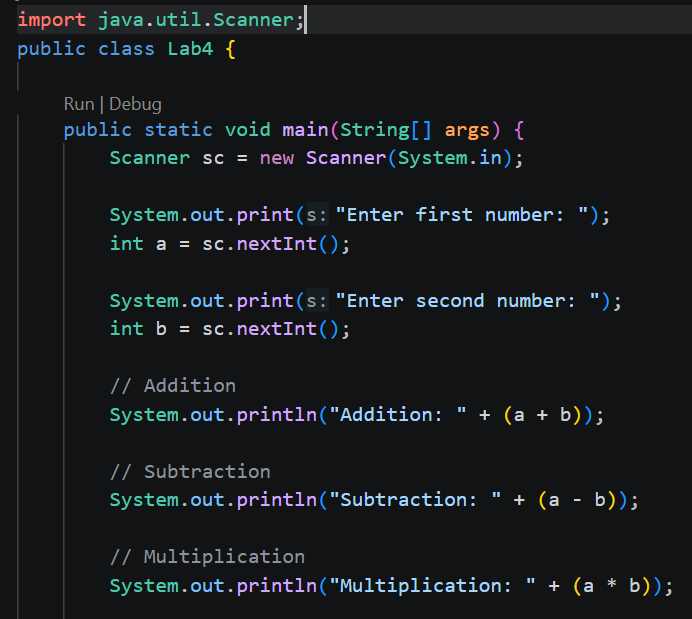 import java.util.Scanner;
public class Lab4 {
Run | Debug
public static void main(String[] args) {
Scanner sc = new Scanner(System.in);
System.out.print(s: "Enter first number: ");
int a = sc.nextInt();
System.out.print(s: "Enter second number: ");
int b = sc.nextInt();
// Addition
System.out.println("Addition: " + (a + b));
// Subtraction
System.out.println("Subtraction: " + (a - b));
// Multiplication
System.out.println("Multiplication: " + (a * b));